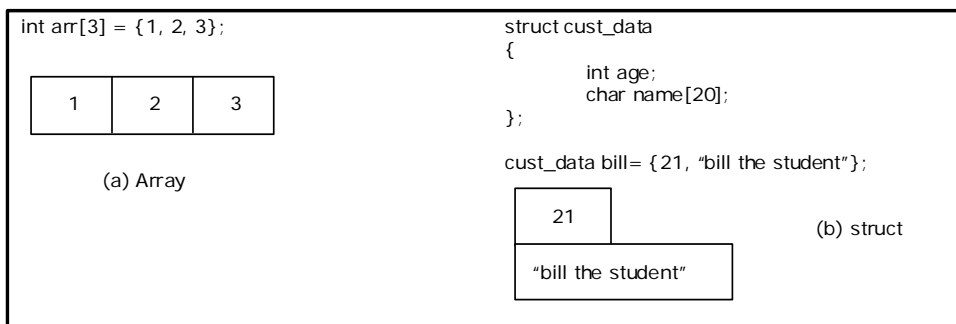 int arr[3] = {1, 2, 3};
1 2 3
(a) Array
struct cust_data
{
int age;
char name[20];
};
cust_data bill= {21, “bill the student”};
21
“bill the student”
(b) struct